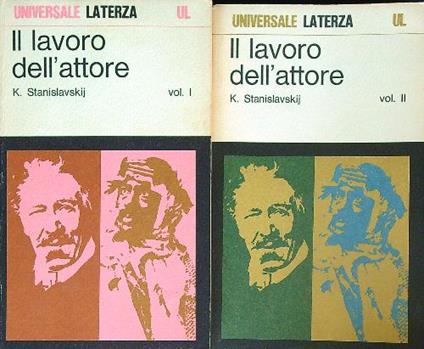 UNIVERSALE LATERZA UL
Il lavoro
dell'attore
K. Stanislavskij vol. I
UNIVERSALE LATERZA UL
Il lavoro
dell'attore
K. Stanislavskij vol. II